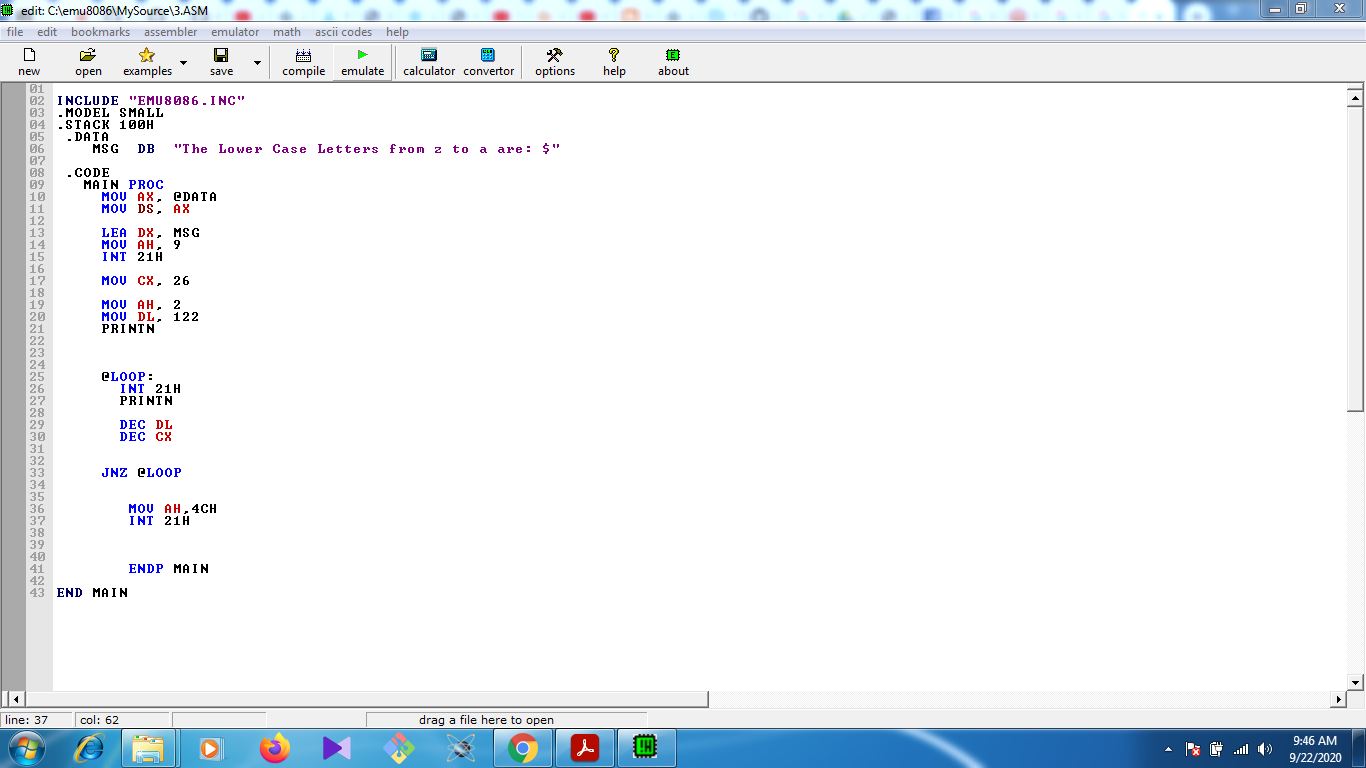 edit: C:\emu8086\MySource\3.ASM
file edit bookmarks assembler emulator math ascii codes help
new open examples save compile emulate calculator convertor options help about
01
02 INCLUDE "EMU8086.INC"
03 .MODEL SMALL
04 .STACK 100H
05 .DATA
06 MSG DB "The Lower Case Letters from z to a are: $"
07
08 .CODE
09 MAIN PROC
10 MOV AX, @DATA
11 MOV DS, AX
12
13 LEA DX, MSG
14 MOV AH, 9
15 INT 21H
16
17 MOV CX, 26
18
19 MOV AH, 2
20 MOV DL, 122
21 PRINTN
22
23
24
25 @LOOP:
26 INT 21H
27 PRINTN
28
29 DEC DL
30 DEC CX
31
32
33 JNZ @LOOP
34
35
36 MOV AH,4CH
37 INT 21H
38
39
40
41 ENDP MAIN
42
43 END MAIN
line: 37 col: 62 drag a file here to open
9:46 AM
9/22/2020